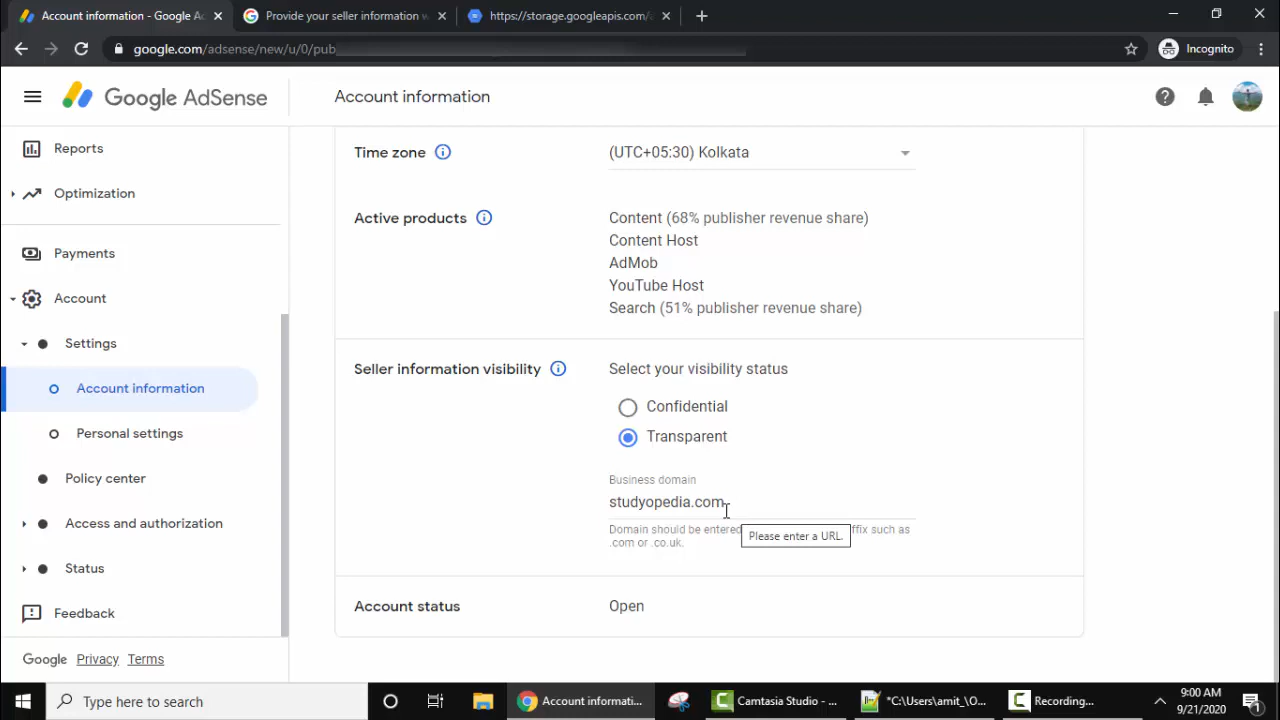 Account information - Google Ad
Provide your seller information w
https://storage.googleapis.com/
google.com/adsense/new/u/0/pub
Incognito
Google AdSense
Account information
Reports
Optimization
Payments
Account
Settings
Account information
Personal settings
Policy center
Access and authorization
Status
Feedback
Google Privacy Terms
Time zone
(UTC+05:30) Kolkata
Active products
Content (68% publisher revenue share)
Content Host
AdMob
YouTube Host
Search (51% publisher revenue share)
Seller information visibility
Select your visibility status
Confidential
Transparent
Business domain
studyopedia.com
Domain should be entered ffix such as
.com or .co.uk.
Please enter a URL.
Account status
Open
Type here to search
Account informati...
Camtasia Studio - ...
*C:\Users\amit_\O...
Recording...
9:00 AM
9/21/2020
1